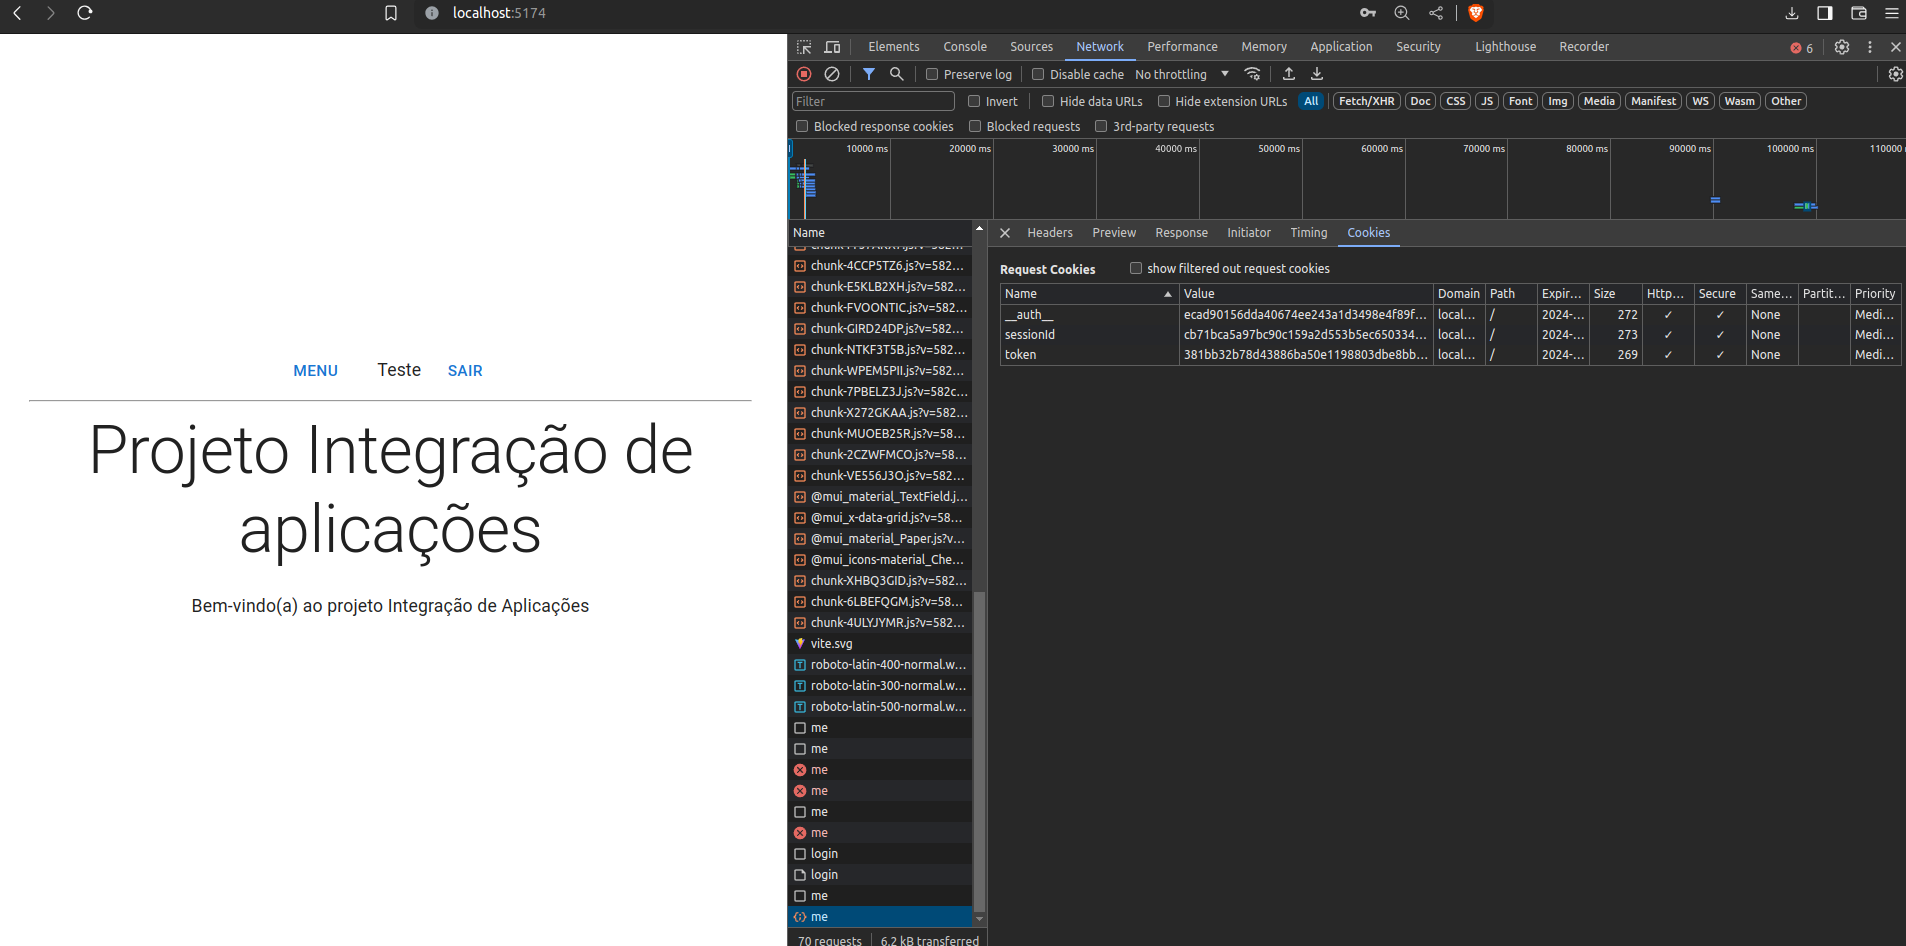 localhost:5174
MENU Teste SAIR
Projeto Integração de
aplicações
Bem-vindo(a) ao projeto Integração de Aplicações
Elements Console Sources Network Performance Memory Application Security Lighthouse Recorder 6
Preserve log Disable cache No throttling
Filter Invert Hide data URLs Hide extension URLs All Fetch/XHR Doc CSS JS Font Img Media Manifest WS Wasm Other
Blocked response cookies Blocked requests 3rd-party requests
10000 ms 20000 ms 30000 ms 40000 ms 50000 ms 60000 ms 70000 ms 80000 ms 90000 ms 100000 ms 110000
Name
chunk-4CCP5TZ6.js?v=582...
chunk-E5KLB2XH.js?v=582...
chunk-FVOONTIC.js?v=582...
chunk-GIRD24DP.js?v=582...
chunk-NTKF3T5B.js?v=582...
chunk-WPEM5PII.js?v=582...
chunk-7PBELZ3J.js?v=582c...
chunk-X272GKAA.js?v=582...
chunk-MUOEB25R.js?v=58...
chunk-2CZWFMCO.js?v=58...
chunk-VE556J3O.js?v=582...
@mui_material_TextField.j...
@mui_x-data-grid.js?v=58...
@mui_material_Paper.js?v...
@mui_icons-material_Che...
chunk-XHBQ3GID.js?v=582...
chunk-6LBEFQGM.js?v=58...
chunk-4ULYJYMR.js?v=582...
vite.svg
roboto-latin-400-normal.w...
roboto-latin-300-normal.w...
roboto-latin-500-normal.w...
me
me
me
me
me
me
login
login
me
me
70 requests 6.2 kB transferred
Headers Preview Response Initiator Timing Cookies
Request Cookies show filtered out request cookies
Name Value Domain Path Expir... Size Http... Secure Same... Partit... Priority
__auth__ ecad90156dda40674ee243a1d3498e4f89f... local... / 2024-... 272 ✓ ✓ None Medi...
sessionId cb71bca5a97bc90c159a2d553b5ec650334... local... / 2024-... 273 ✓ ✓ None Medi...
token 381bb32b78d43886ba50e1198803dbe8bb... local... / 2024-... 269 ✓ ✓ None Medi...